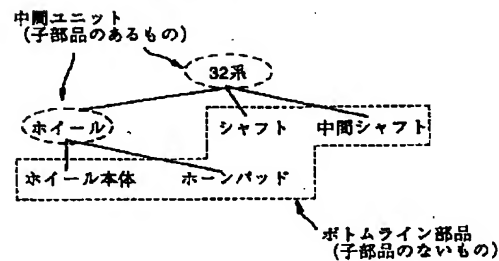 中間ユニット
(子部品のあるもの)
32系
ホイール
シャフト 中間シャフト
ホイール本体 ホーンパッド
ボトムライン部品
(子部品のないもの)